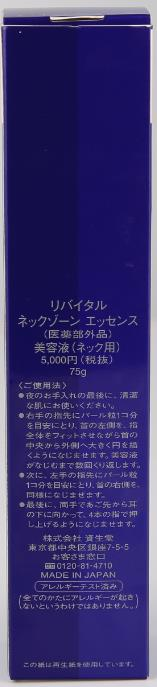 リバイタル
ネックゾーン エッセンス
(医薬部外品)
美容液(ネック用)
5,000円(税抜)
75g
〈ご使用法〉
●夜のお手入れの最後に、清潔
な肌にお使いください。
●右手の指先にパール粒1コ分
を目安にとり、首の左側を、指
全体をフィットさせながら首の
中央から外側へ大きく円を描
くようになじませます。美容液
がなじむまで数回くり返します。
●次に、左手の指先にパール粒
1コ分を目安にとり、首の右側を、
同様になじませます。
●最後に、両手であご先から耳
の下に向かって、4本の指で押
し上げるようになじませます。
株式会社 資生堂
東京都中央区銀座7-5-5
お客さま窓口
0120-81-4710
MADE IN JAPAN
アレルギーテスト済み
(全てのかたにアレルギーが起き
ないというわけではありません。)
この紙は再生紙を使用しています。